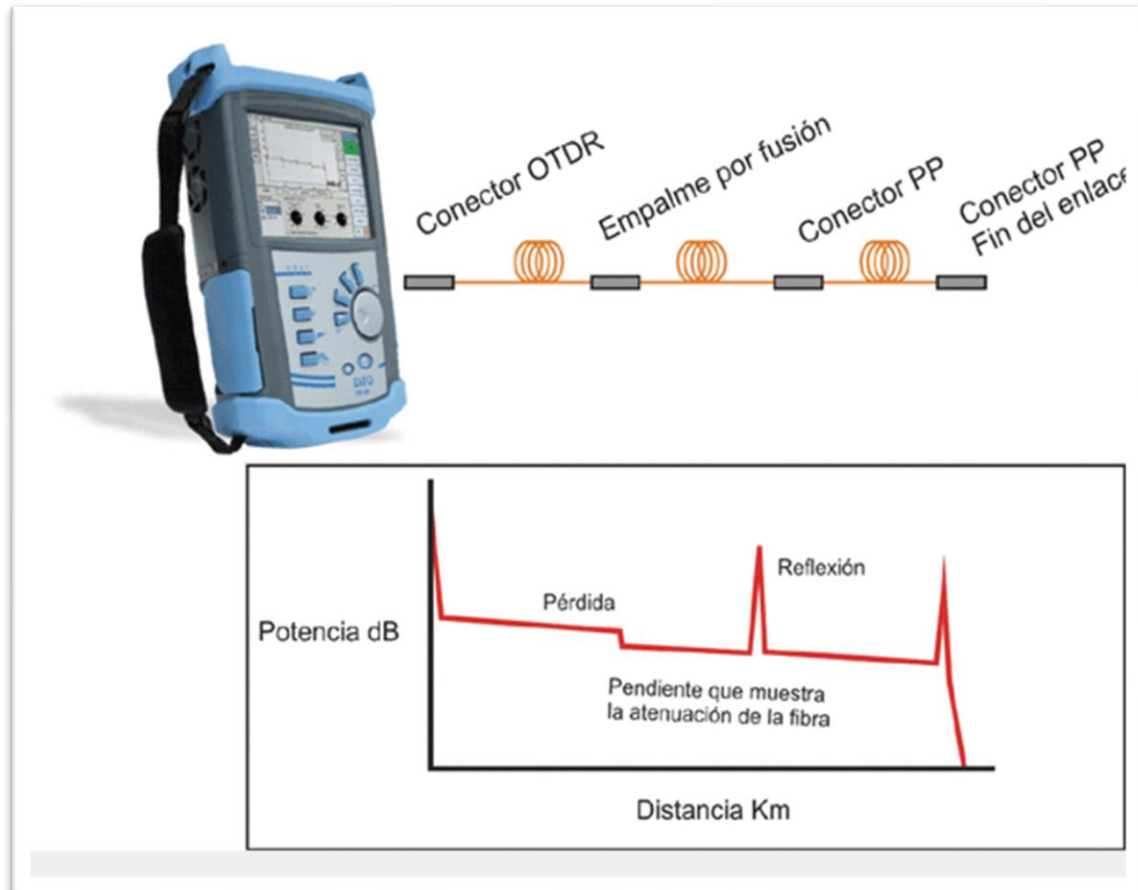 Conector OTDR
Empalme por fusión
Conector PP
Conector PP
Fin del enlace
EXFO
Potencia dB
Pérdida
Reflexión
Pendiente que muestra
la atenuación de la fibra
Distancia Km